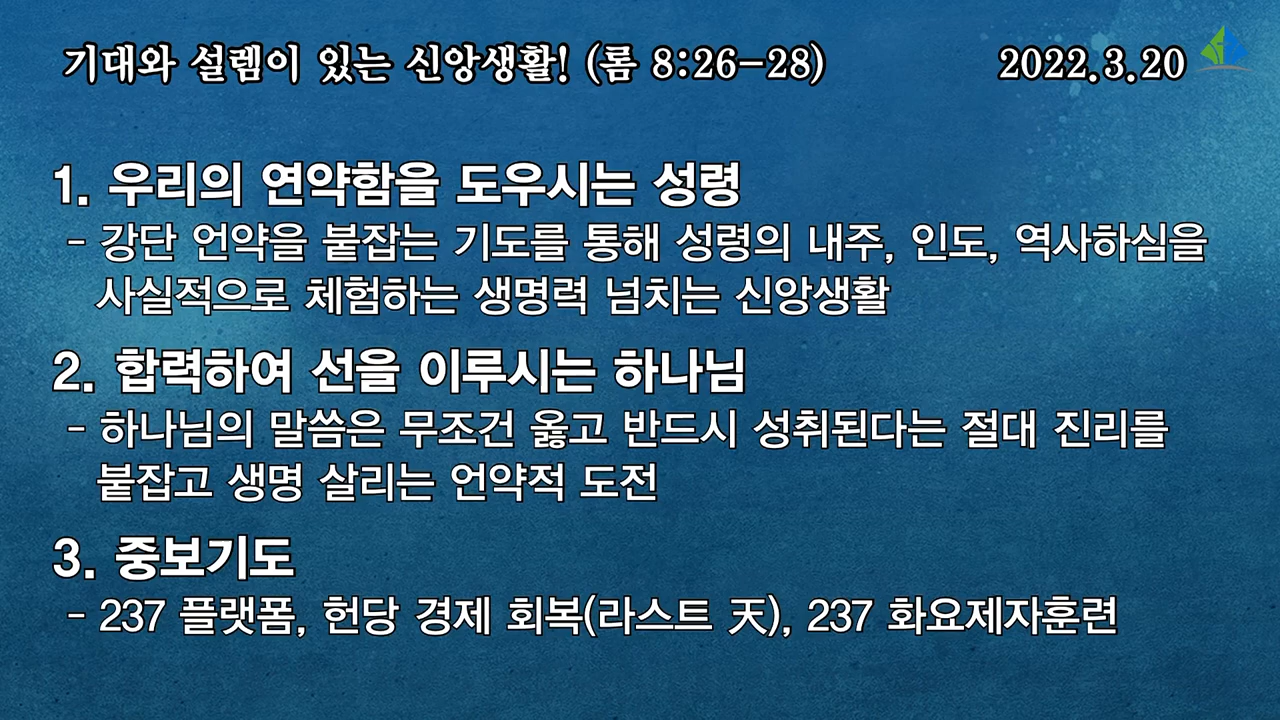 기대와 설렘이 있는 신앙생활! (롬 8:26-28) 2022.3.20
1. 우리의 연약함을 도우시는 성령
- 강단 언약을 붙잡는 기도를 통해 성령의 내주, 인도, 역사하심을
사실적으로 체험하는 생명력 넘치는 신앙생활
2. 합력하여 선을 이루시는 하나님
- 하나님의 말씀은 무조건 옳고 반드시 성취된다는 절대 진리를
붙잡고 생명 살리는 언약적 도전
3. 중보기도
- 237 플랫폼, 헌당 경제 회복(라스트 天), 237 화요제자훈련